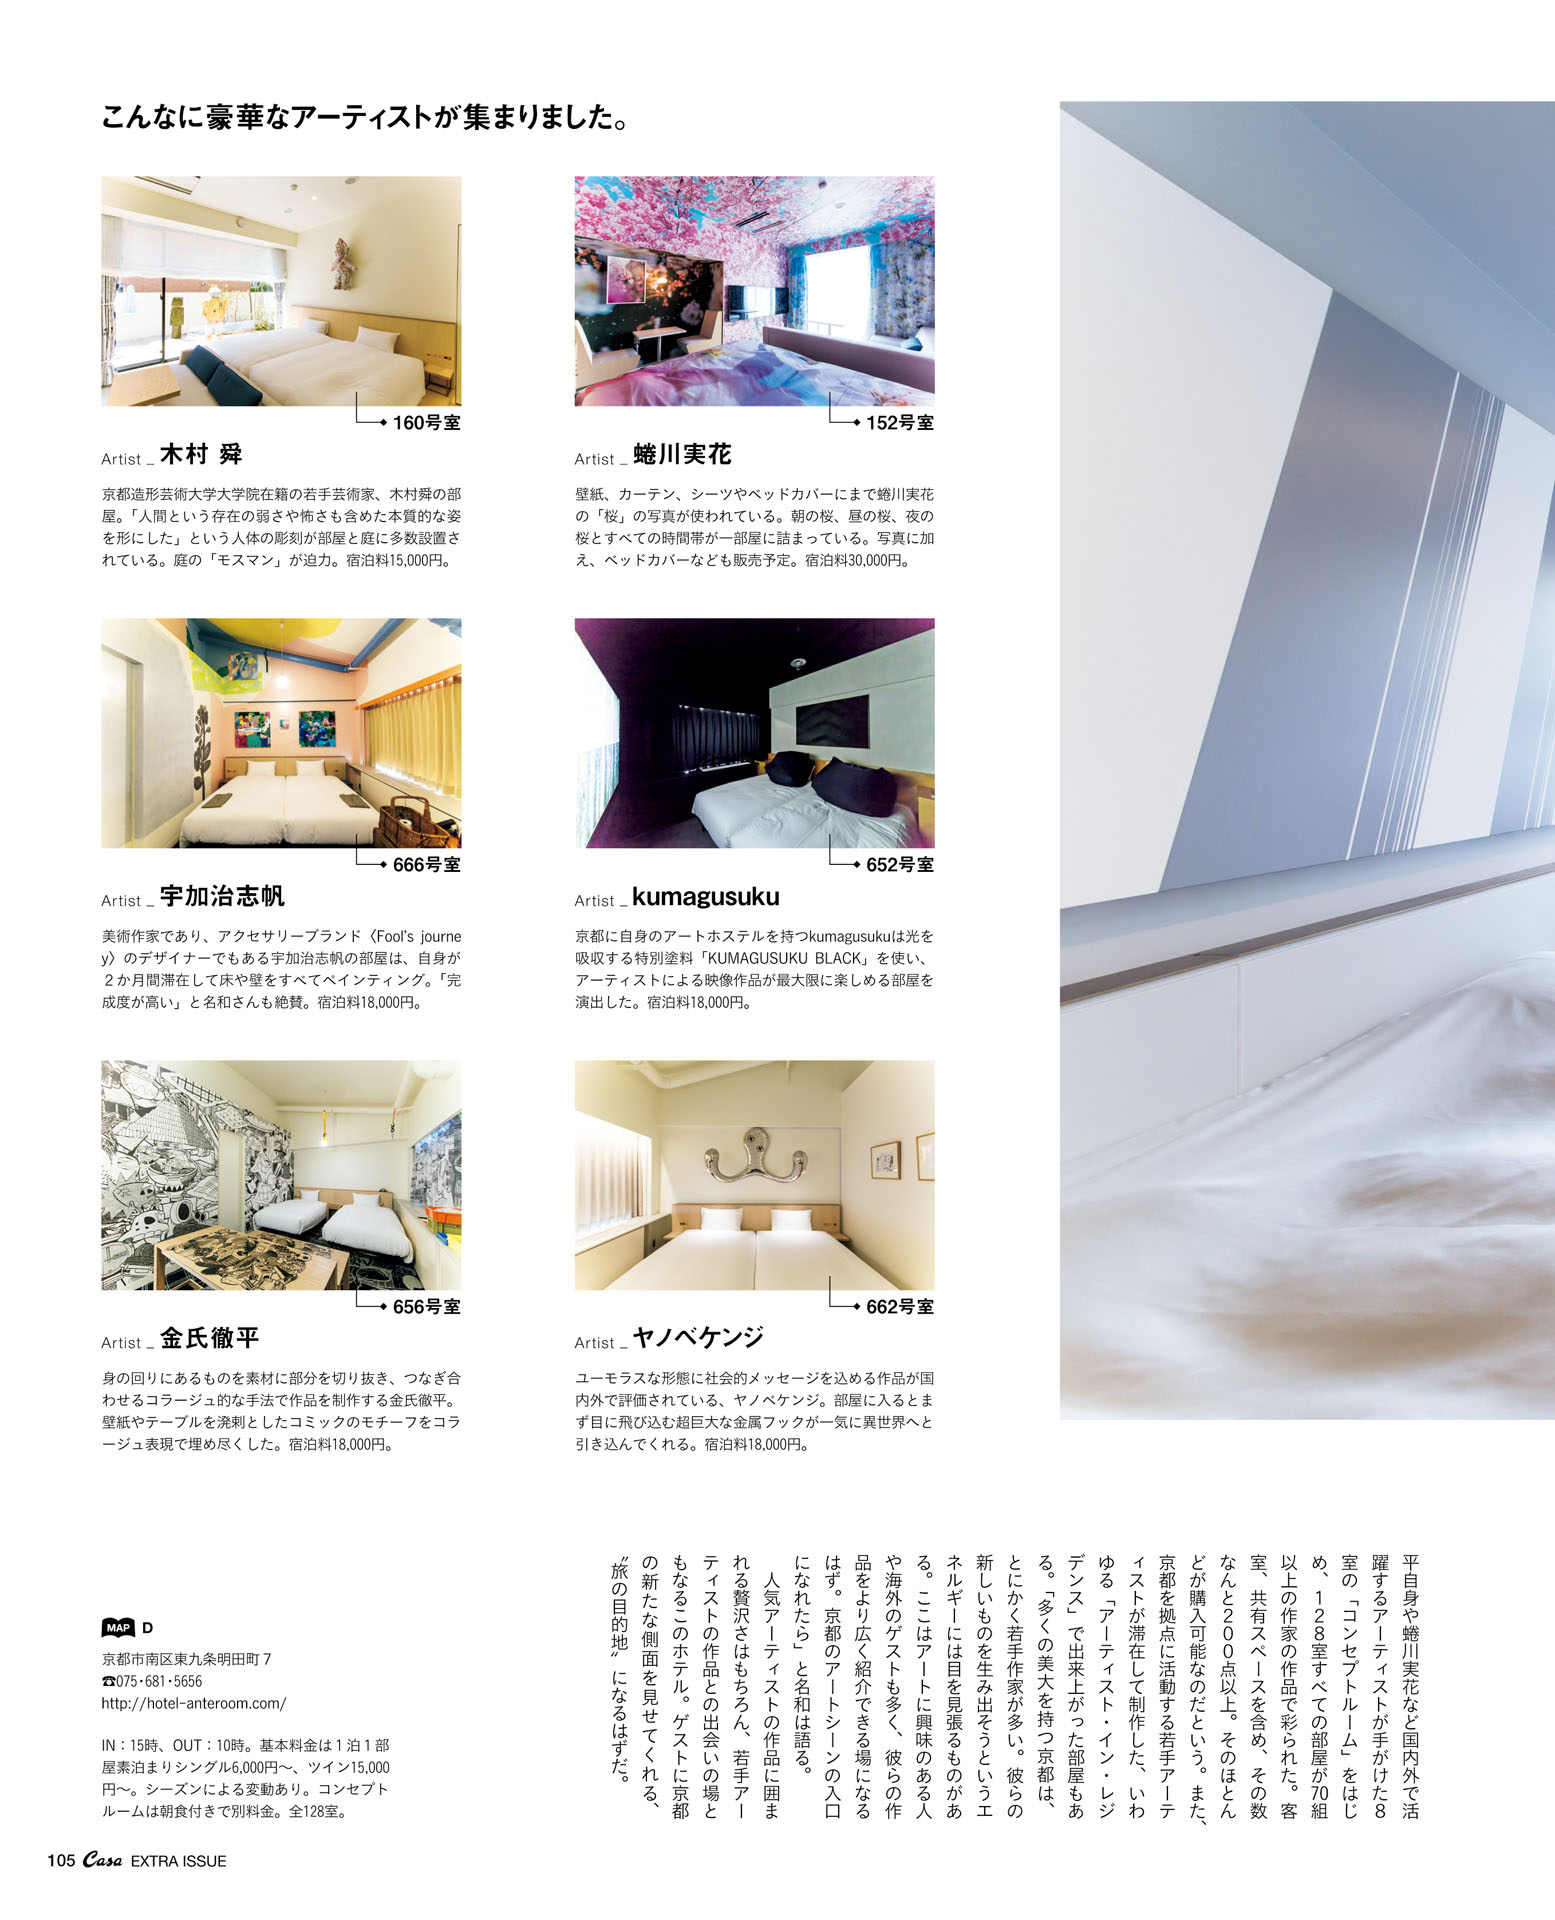 こんなに豪華なアーティストが集まりました。
160号室
Artist _ 木村 舜
京都造形芸術大学大学院在籍の若手芸術家、木村舜の部
屋。「人間という存在の弱さや怖さも含めた本質的な姿
を形にした」という人体の彫刻が部屋と庭に多数設置さ
れている。庭の「モスマン」が迫力。宿泊料15,000円。
152号室
Artist _ 蜷川実花
壁紙、カーテン、シーツやベッドカバーにまで蜷川実花
の「桜」の写真が使われている。朝の桜、昼の桜、夜の
桜とすべての時間帯が一部屋に詰まっている。写真に加
え、ベッドカバーなども販売予定。宿泊料30,000円。
666号室
Artist _ 宇加治志帆
美術作家であり、アクセサリーブランド〈Fool's journe
y〉のデザイナーでもある宇加治志帆の部屋は、自身が
２か月間滞在して床や壁をすべてペインティング。「完
成度が高い」と名和さんも絶賛。宿泊料18,000円。
652号室
Artist _ kumagusuku
京都に自身のアートホステルを持つkumagusukuは光を
吸収する特別塗料「KUMAGUSUKU BLACK」を使い、
アーティストによる映像作品が最大限に楽しめる部屋を
演出した。宿泊料18,000円。
656号室
Artist _ 金氏徹平
身の回りにあるものを素材に部分を切り抜き、つなぎ合
わせるコラージュ的な手法で作品を制作する金氏徹平。
壁紙やテーブルを溌剌としたコミックのモチーフをコラ
ージュ表現で埋め尽くした。宿泊料18,000円。
662号室
Artist _ ヤノベケンジ
ユーモラスな形態に社会的メッセージを込める作品が国
内外で評価されている、ヤノベケンジ。部屋に入るとま
ず目に飛び込む超巨大な金属フックが一気に異世界へと
引き込んでくれる。宿泊料18,000円。
平自身や蜷川実花など国内外で活
躍するアーティストが手がけた８
室の「コンセプトルーム」をはじ
め、１２８室すべての部屋が70組
以上の作家の作品で彩られた。客
室、共有スペースを含め、その数
なんと２００点以上。そのほとん
どが購入可能なのだという。また、
京都を拠点に活動する若手アーテ
ィストが滞在して制作した、いわ
ゆる「アーティスト・イン・レジ
デンス」で出来上がった部屋もあ
る。「多くの美大を持つ京都は、
とにかく若手作家が多い。彼らの
新しいものを生み出そうというエ
ネルギーには目を見張るものがあ
る。ここはアートに興味のある人
や海外のゲストも多く、彼らの作
品をより広く紹介できる場になる
はず。京都のアートシーンの入口
になれたら」と名和は語る。
　人気アーティストの作品に囲ま
れる贅沢さはもちろん、若手アー
ティストの作品との出会いの場と
もなるこのホテル。ゲストに京都
の新たな側面を見せてくれる、
〝旅の目的地〟になるはずだ。
MAP D
京都市南区東九条明田町７
☎075・681・5656
http://hotel-anteroom.com/
IN：15時、OUT：10時。基本料金は１泊１部
屋素泊まりシングル6,000円〜、ツイン15,000
円〜。シーズンによる変動あり。コンセプト
ルームは朝食付きで別料金。全128室。
105 Casa EXTRA ISSUE